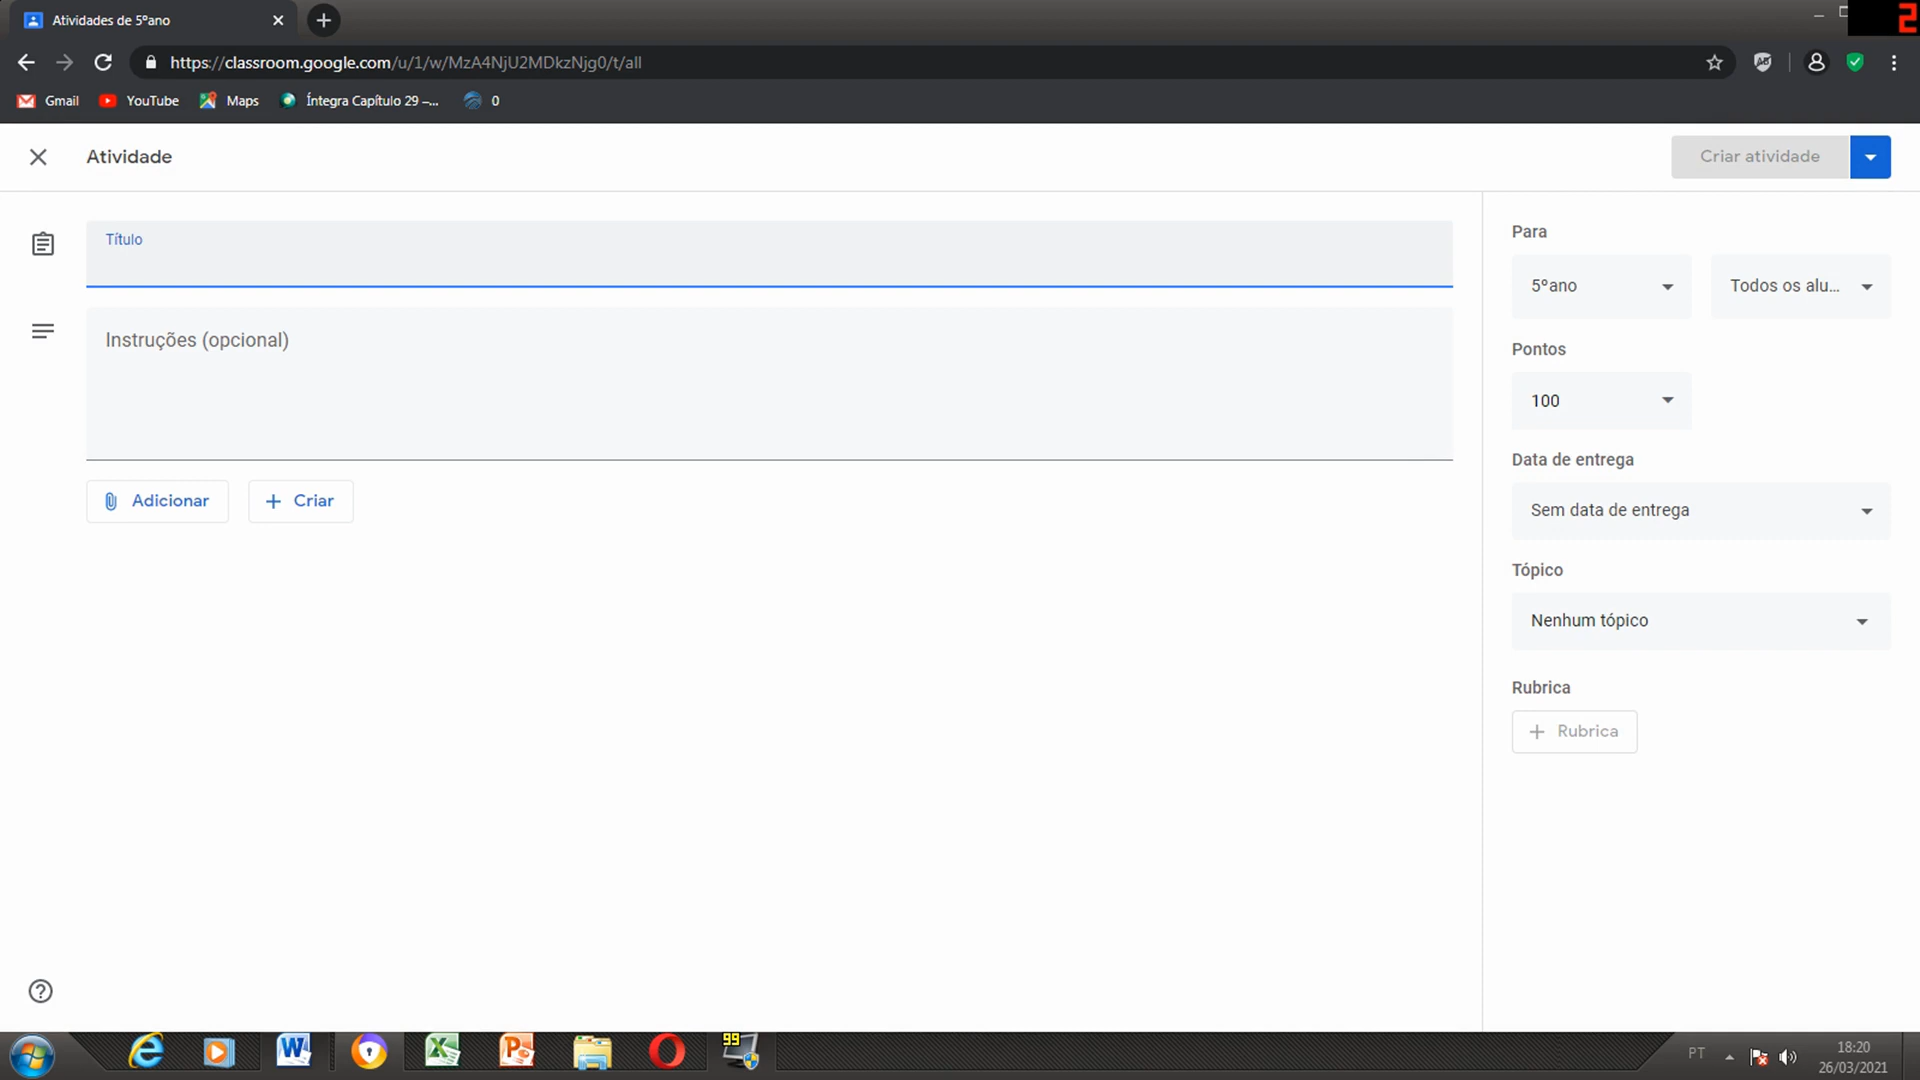 Atividades de 5ºano
2
https://classroom.google.com/u/1/w/MzA4NjU2MDkzNjg0/t/all
Gmail
YouTube
Maps
Íntegra Capítulo 29 –...
0
Atividade
Criar atividade
Título
Instruções (opcional)
Adicionar
Criar
Para
5ºano
Todos os alu...
Pontos
100
Data de entrega
Sem data de entrega
Tópico
Nenhum tópico
Rubrica
Rubrica
99
PT
18:20
26/03/2021